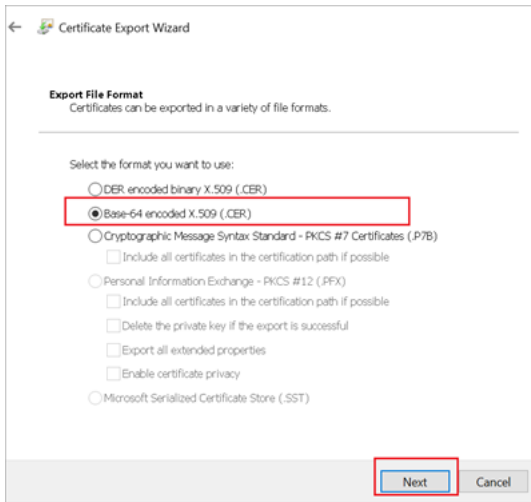 Certificate Export Wizard
Export File Format
Certificates can be exported in a variety of file formats.
Select the format you want to use:
DER encoded binary X.509 (.CER)
Base-64 encoded X.509 (.CER)
Cryptographic Message Syntax Standard - PKCS #7 Certificates (.P7B)
Include all certificates in the certification path if possible
Personal Information Exchange - PKCS #12 (.PFX)
Include all certificates in the certification path if possible
Delete the private key if the export is successful
Export all extended properties
Enable certificate privacy
Microsoft Serialized Certificate Store (.SST)
Next
Cancel